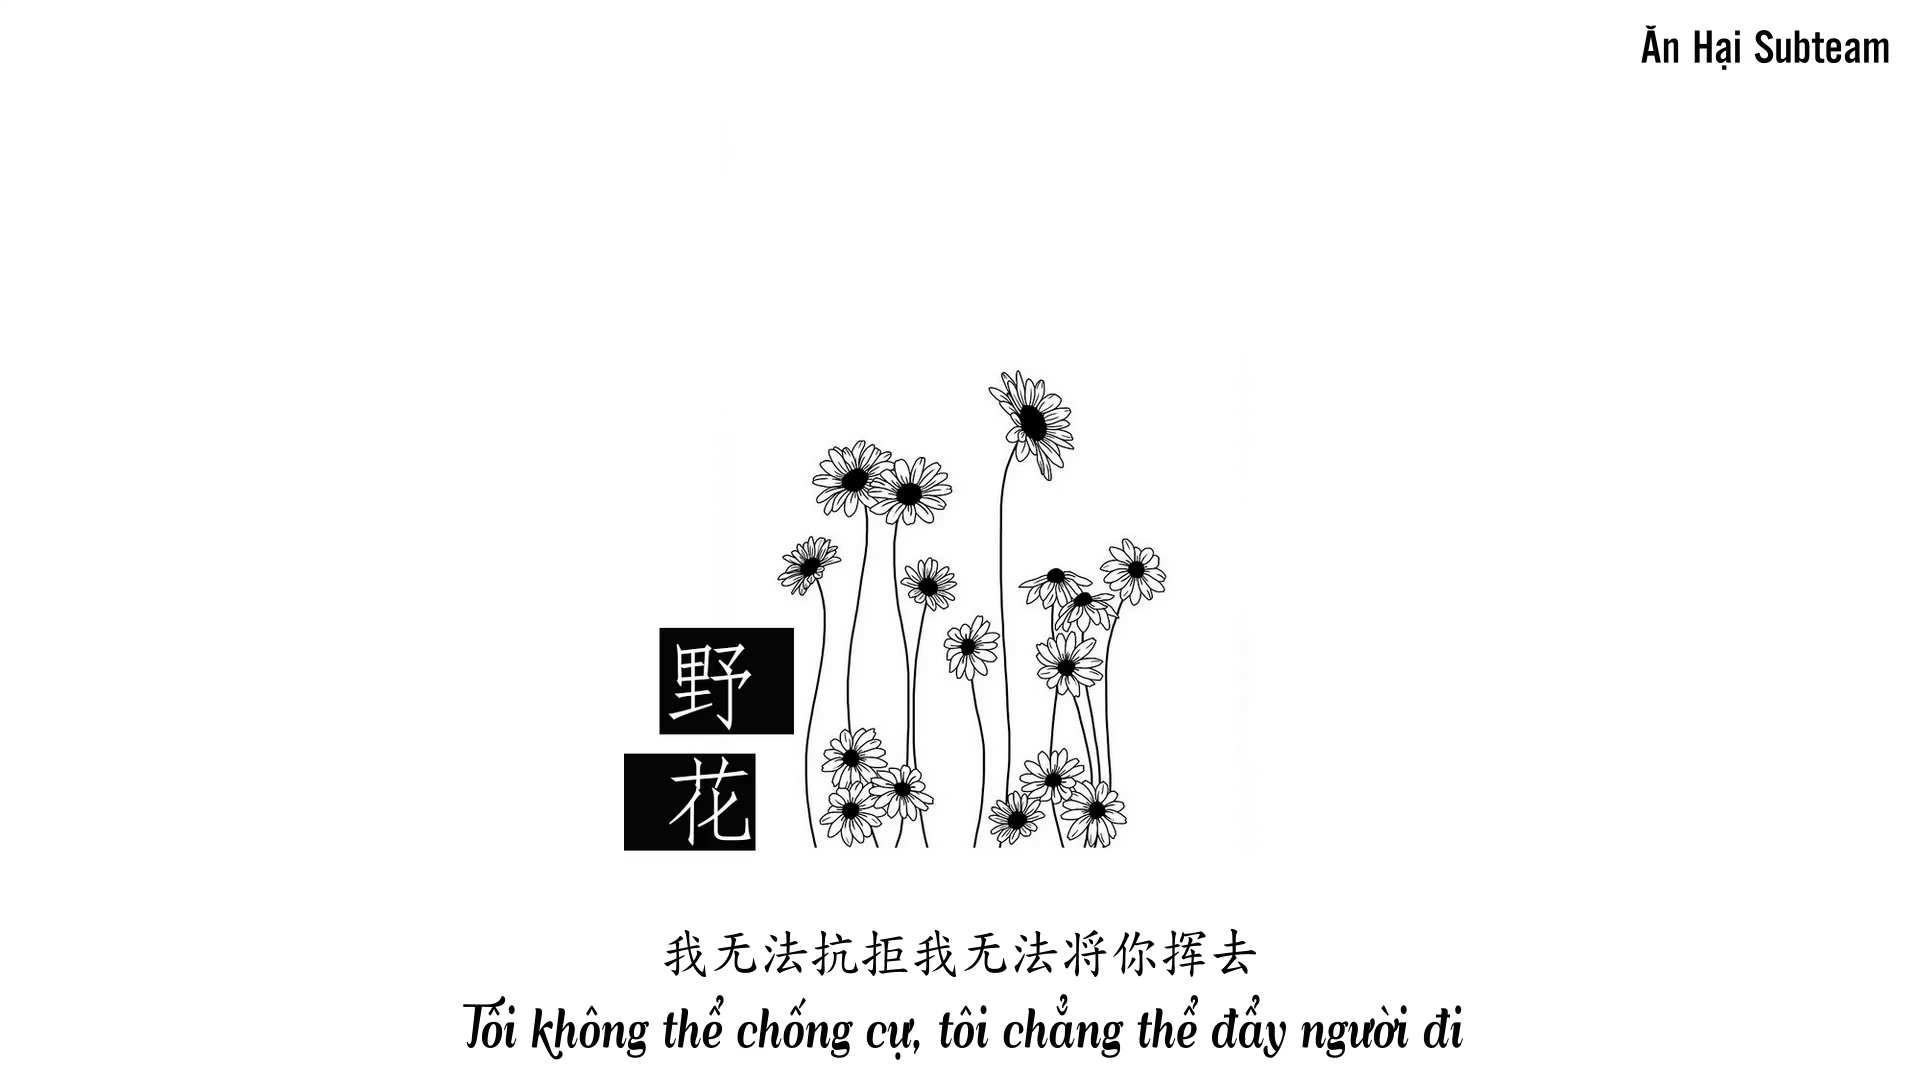 Ăn Hại Subteam
野
花
我无法抗拒我无法将你挥去
Tôi không thể chống cự, tôi chẳng thể đẩy người đi